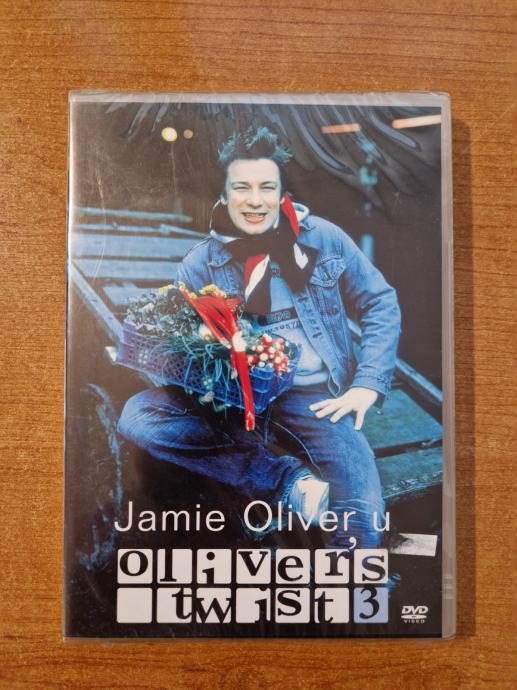 Jamie Oliver u
oliver's
twist 3
DVD
VIDEO